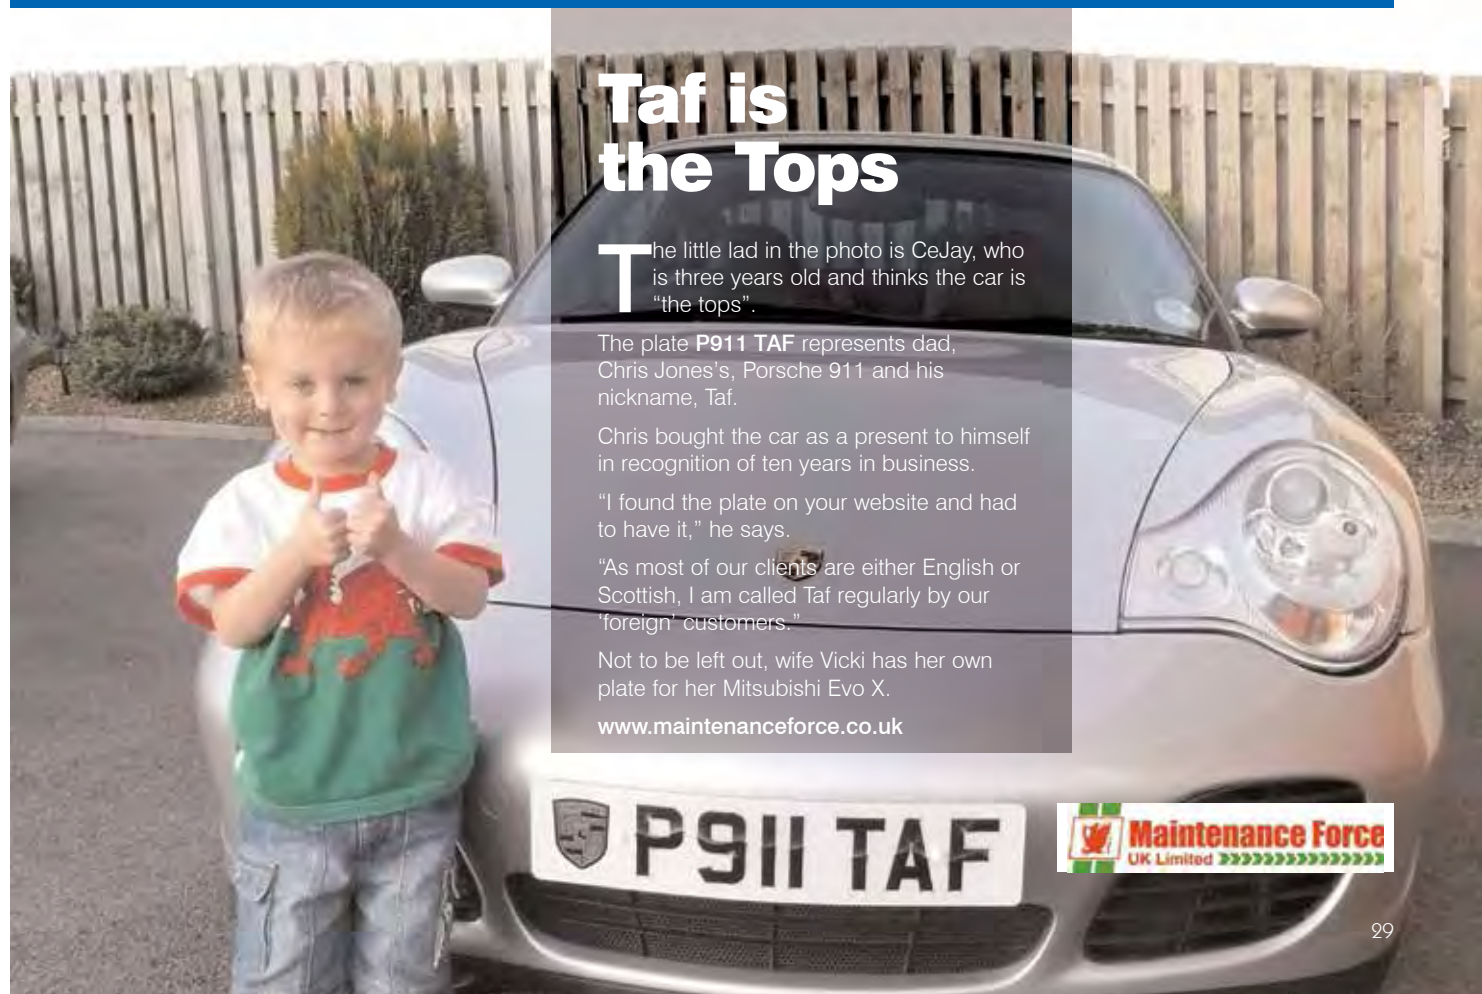 Taf is
the Tops
The little lad in the photo is CeJay, who
is three years old and thinks the car is
“the tops”.
The plate P911 TAF represents dad,
Chris Jones’s, Porsche 911 and his
nickname, Taf.
Chris bought the car as a present to himself
in recognition of ten years in business.
“I found the plate on your website and had
to have it,” he says.
“As most of our clients are either English or
Scottish, I am called Taf regularly by our
‘foreign’ customers.”
Not to be left out, wife Vicki has her own
plate for her Mitsubishi Evo X.
www.maintenanceforce.co.uk
P911 TAF
Maintenance Force
UK Limited
29